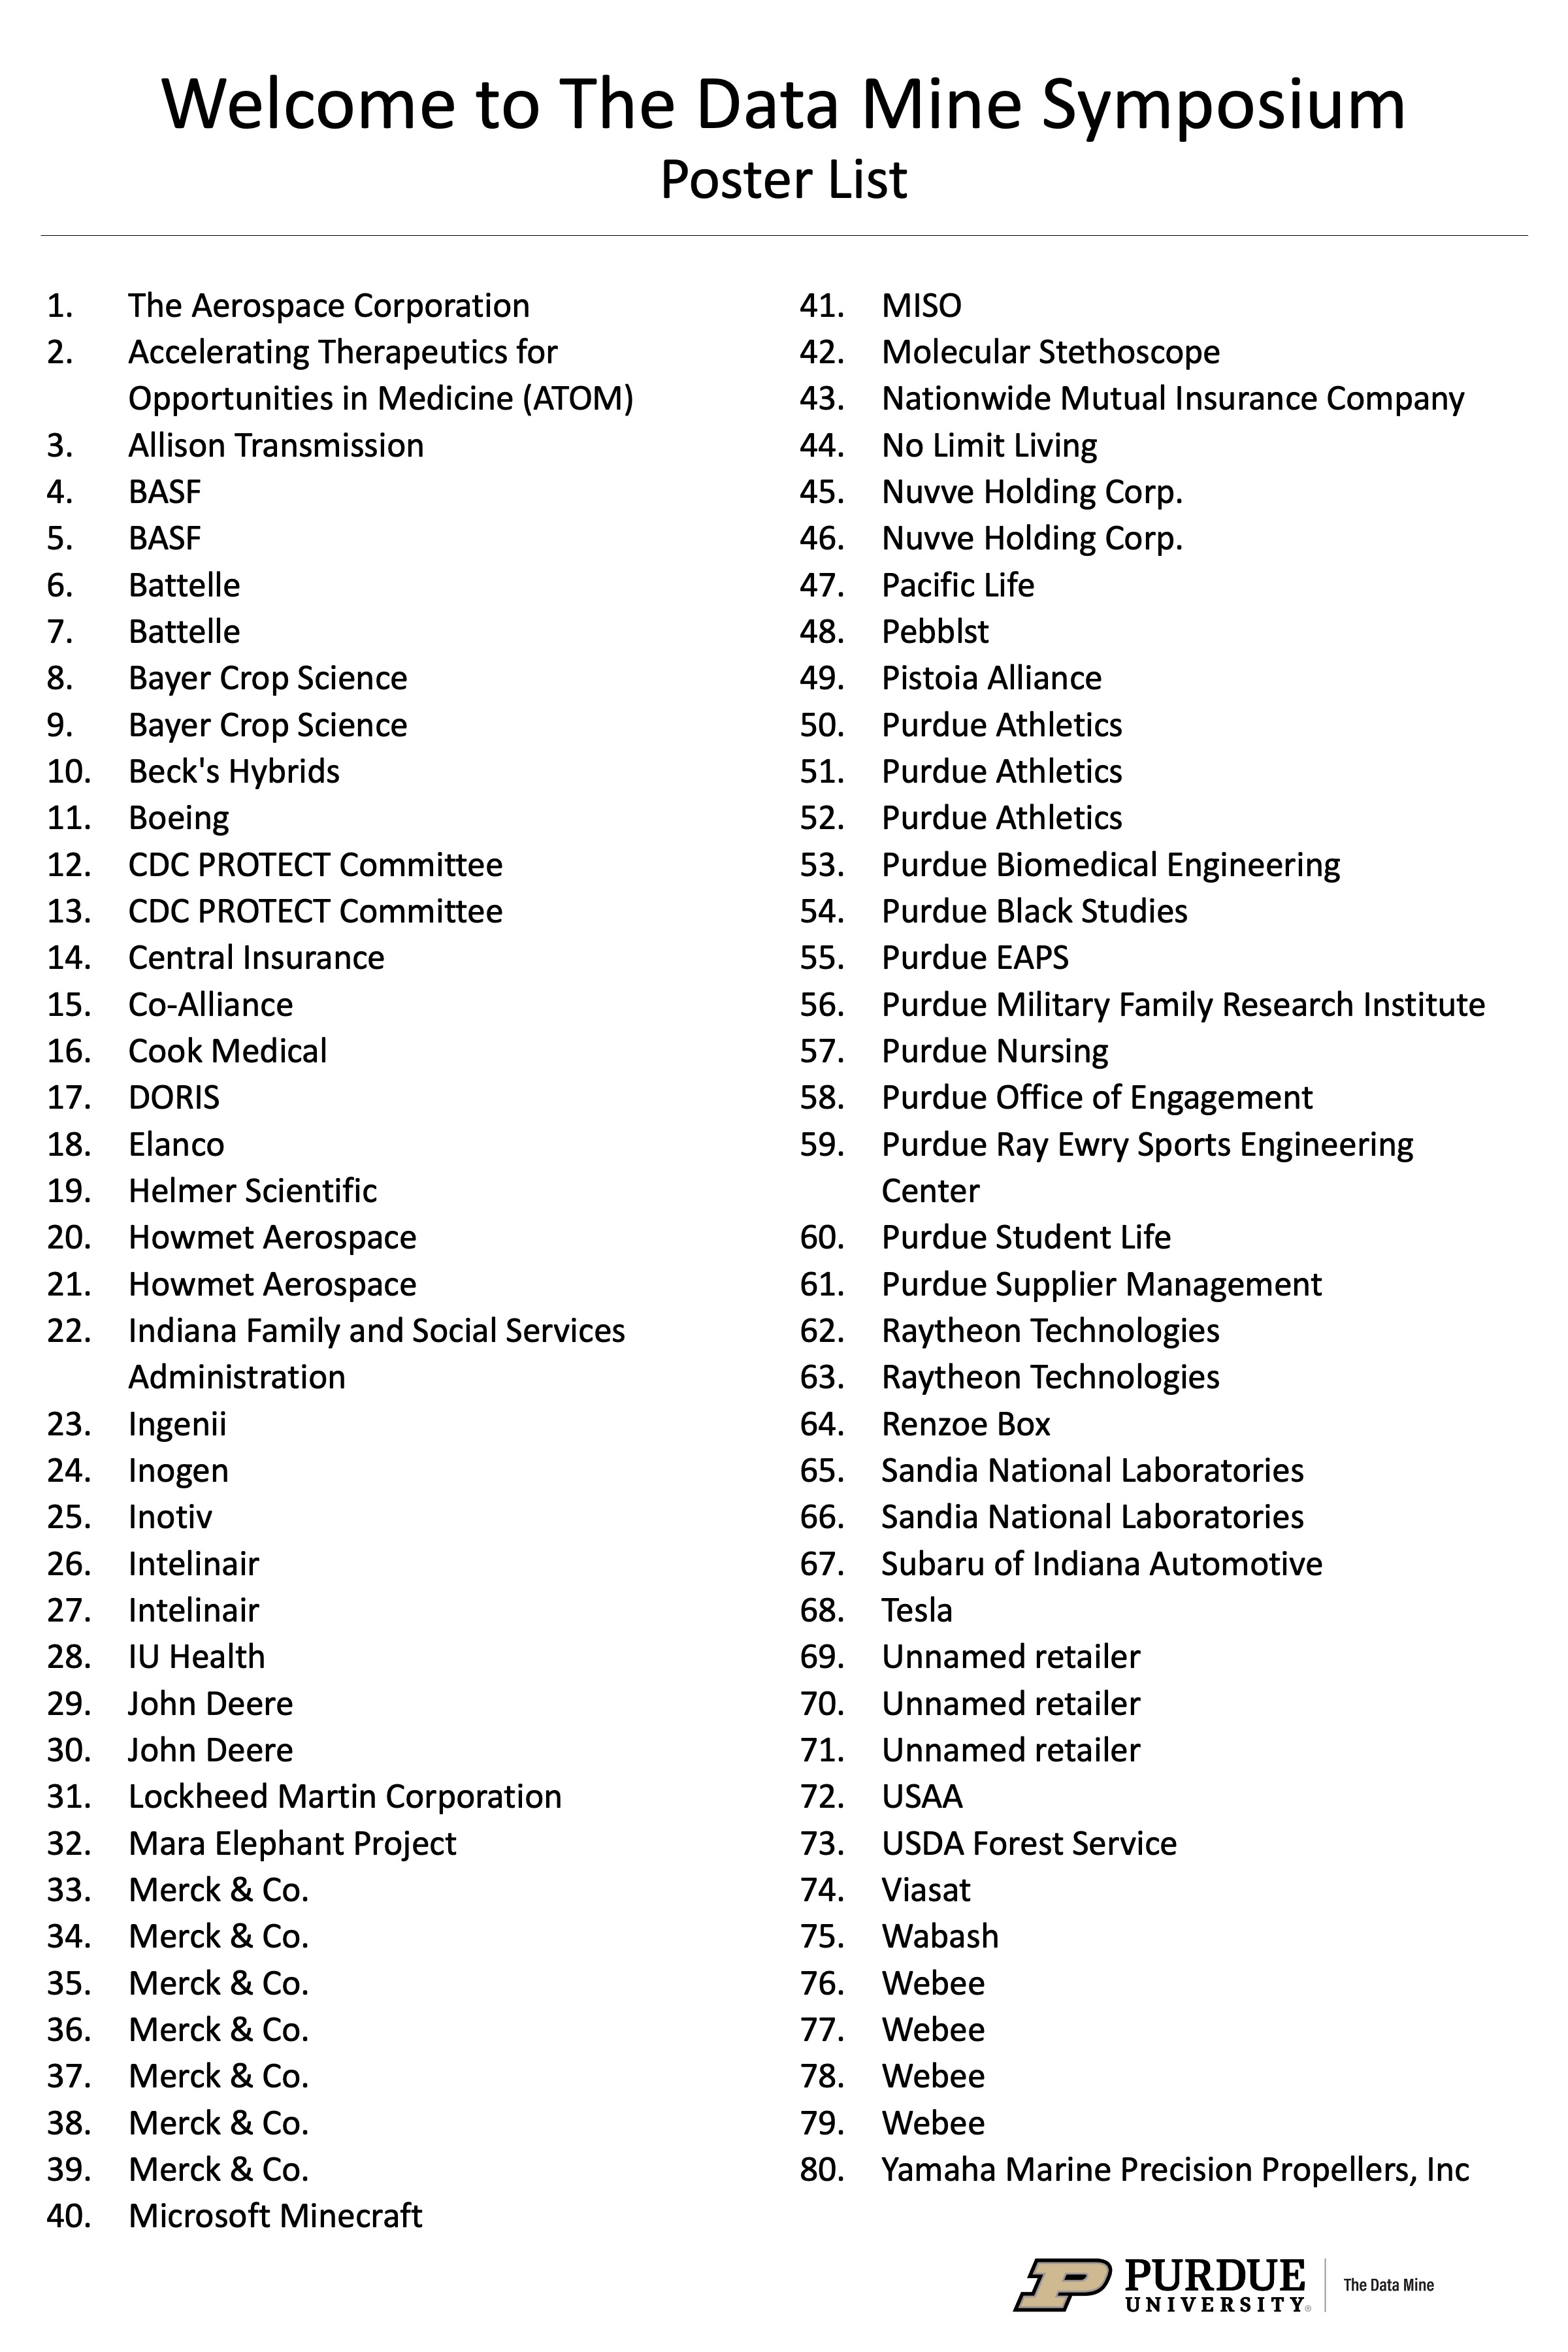 Welcome to The Data Mine Symposium
Poster List
1. The Aerospace Corporation
2. Accelerating Therapeutics for
Opportunities in Medicine (ATOM)
3. Allison Transmission
4. BASF
5. BASF
6. Battelle
7. Battelle
8. Bayer Crop Science
9. Bayer Crop Science
10. Beck's Hybrids
11. Boeing
12. CDC PROTECT Committee
13. CDC PROTECT Committee
14. Central Insurance
15. Co-Alliance
16. Cook Medical
17. DORIS
18. Elanco
19. Helmer Scientific
20. Howmet Aerospace
21. Howmet Aerospace
22. Indiana Family and Social Services
Administration
23. Ingenii
24. Inogen
25. Inotiv
26. Intelinair
27. Intelinair
28. IU Health
29. John Deere
30. John Deere
31. Lockheed Martin Corporation
32. Mara Elephant Project
33. Merck & Co.
34. Merck & Co.
35. Merck & Co.
36. Merck & Co.
37. Merck & Co.
38. Merck & Co.
39. Merck & Co.
40. Microsoft Minecraft
41. MISO
42. Molecular Stethoscope
43. Nationwide Mutual Insurance Company
44. No Limit Living
45. Nuvve Holding Corp.
46. Nuvve Holding Corp.
47. Pacific Life
48. Pebblst
49. Pistoia Alliance
50. Purdue Athletics
51. Purdue Athletics
52. Purdue Athletics
53. Purdue Biomedical Engineering
54. Purdue Black Studies
55. Purdue EAPS
56. Purdue Military Family Research Institute
57. Purdue Nursing
58. Purdue Office of Engagement
59. Purdue Ray Ewry Sports Engineering
Center
60. Purdue Student Life
61. Purdue Supplier Management
62. Raytheon Technologies
63. Raytheon Technologies
64. Renzoe Box
65. Sandia National Laboratories
66. Sandia National Laboratories
67. Subaru of Indiana Automotive
68. Tesla
69. Unnamed retailer
70. Unnamed retailer
71. Unnamed retailer
72. USAA
73. USDA Forest Service
74. Viasat
75. Wabash
76. Webee
77. Webee
78. Webee
79. Webee
80. Yamaha Marine Precision Propellers, Inc
P PURDUE
UNIVERSITY®
The Data Mine